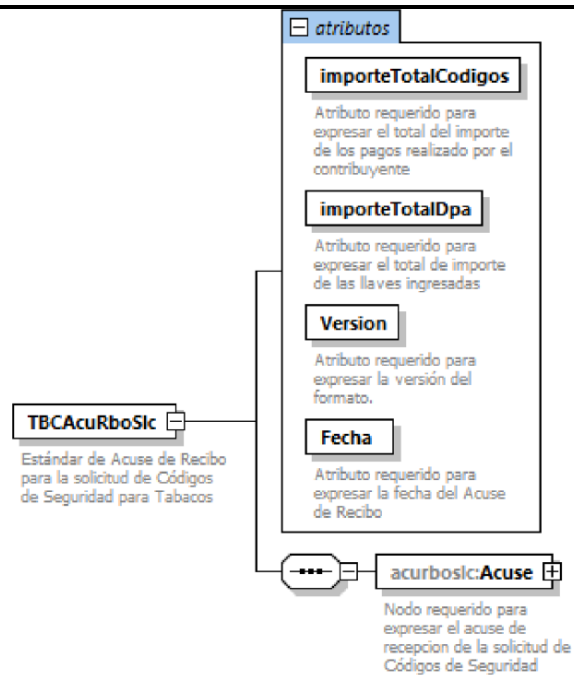 atributos
importeTotalCodigos
Atributo requerido para
expresar el total del importe
de los pagos realizado por el
contribuyente
importeTotalDpa
Atributo requerido para
expresar el total de importe
de las llaves ingresadas
Version
Atributo requerido para
expresar la versión del
formato.
Fecha
Atributo requerido para
expresar la fecha del Acuse
de Recibo
TBCAcuRboSlc
Estándar de Acuse de Recibo
para la solicitud de Códigos
de Seguridad para Tabacos
acurboslc:Acuse
Nodo requerido para
expresar el acuse de
recepcion de la solicitud de
Códigos de Seguridad